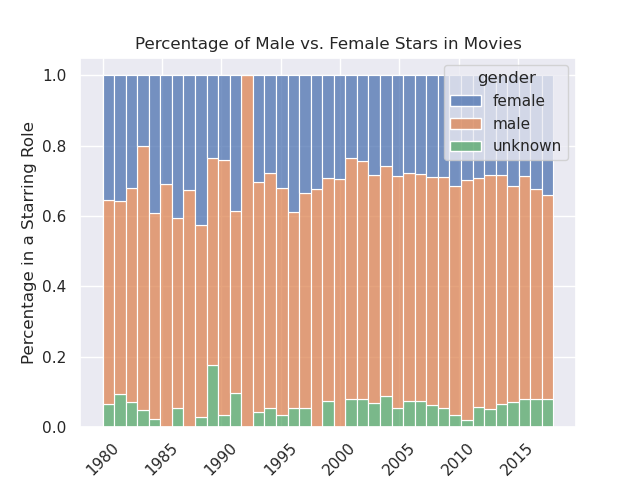 Percentage of Male vs. Female Stars in Movies
gender
female
male
unknown
Percentage in a Starring Role
1.0
0.8
0.6
0.4
0.2
0.0
1980
1985
1990
1995
2000
2005
2010
2015